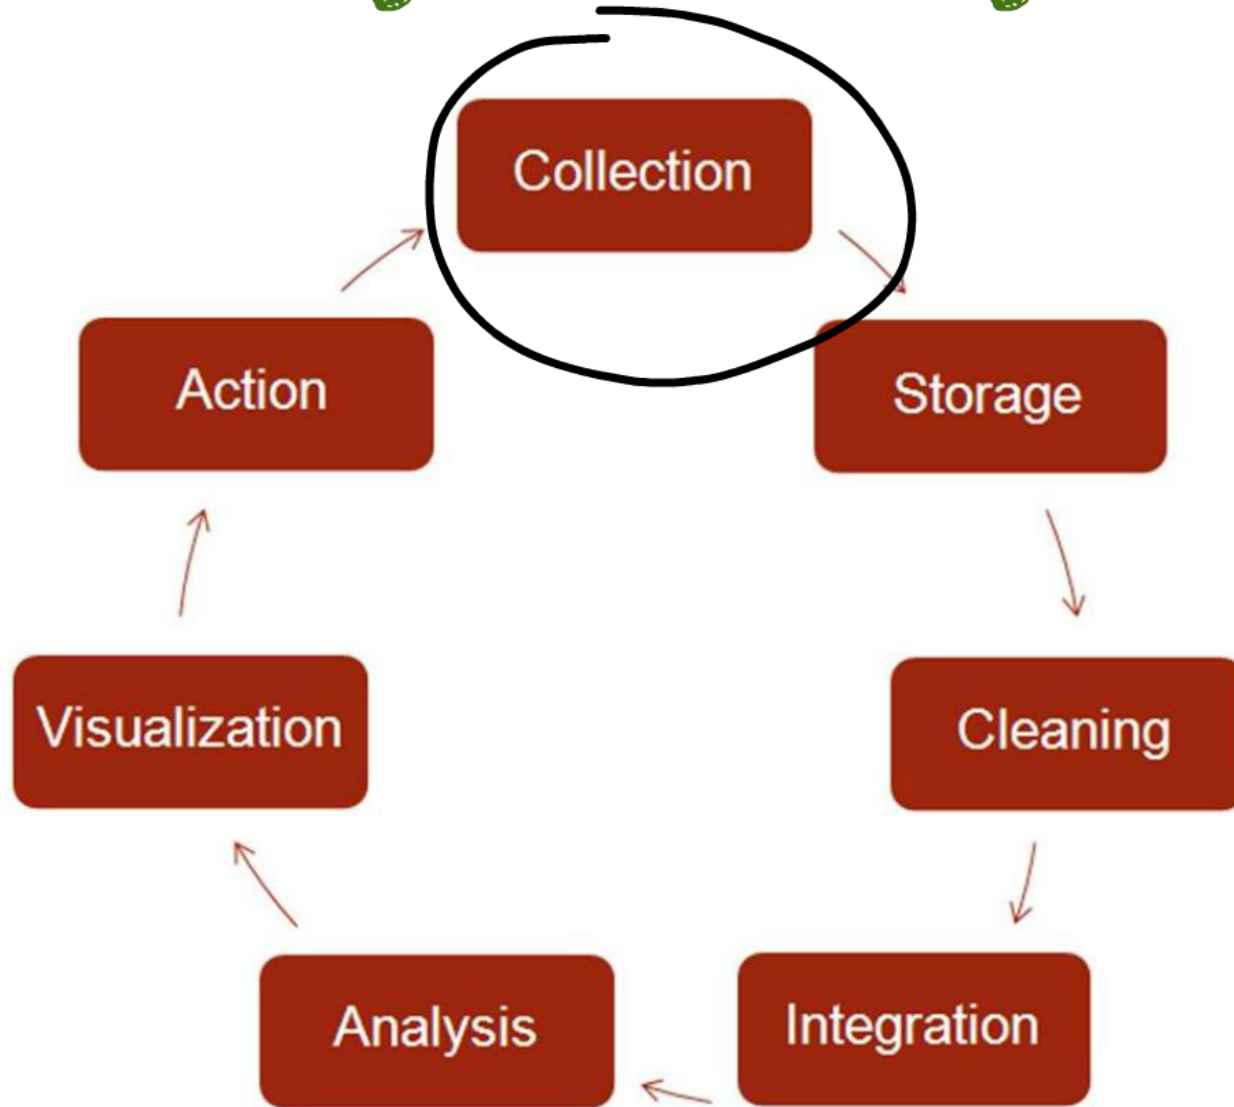 Collection
Action
Storage
Visualization
Cleaning
Analysis
Integration